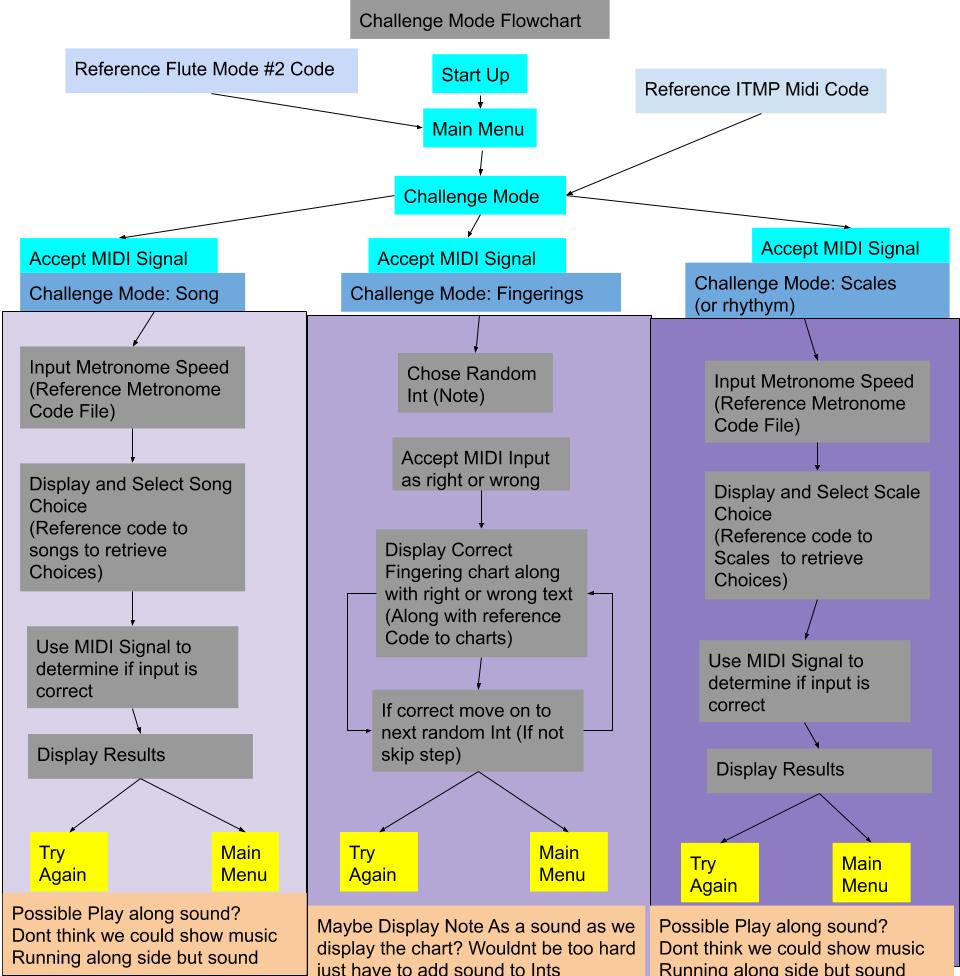 Challenge Mode Flowchart
Reference Flute Mode #2 Code
Start Up
Reference ITMP Midi Code
Main Menu
Challenge Mode
Accept MIDI Signal
Challenge Mode: Song
Input Metronome Speed
(Reference Metronome
Code File)
Display and Select Song
Choice
(Reference code to
songs to retrieve
Choices)
Use MIDI Signal to
determine if input is
correct
Display Results
Try
Again
Main
Menu
Possible Play along sound?
Dont think we could show music
Running along side but sound
Accept MIDI Signal
Challenge Mode: Fingerings
Chose Random
Int (Note)
Accept MIDI Input
as right or wrong
Display Correct
Fingering chart along
with right or wrong text
(Along with reference
Code to charts)
If correct move on to
next random Int (If not
skip step)
Try
Again
Main
Menu
Maybe Display Note As a sound as we
display the chart? Wouldnt be too hard
just have to add sound to Ints
Accept MIDI Signal
Challenge Mode: Scales
(or rhythym)
Input Metronome Speed
(Reference Metronome
Code File)
Display and Select Scale
Choice
(Reference code to
Scales  to retrieve
Choices)
Use MIDI Signal to
determine if input is
correct
Display Results
Try
Again
Main
Menu
Possible Play along sound?
Dont think we could show music
Running along side but sound